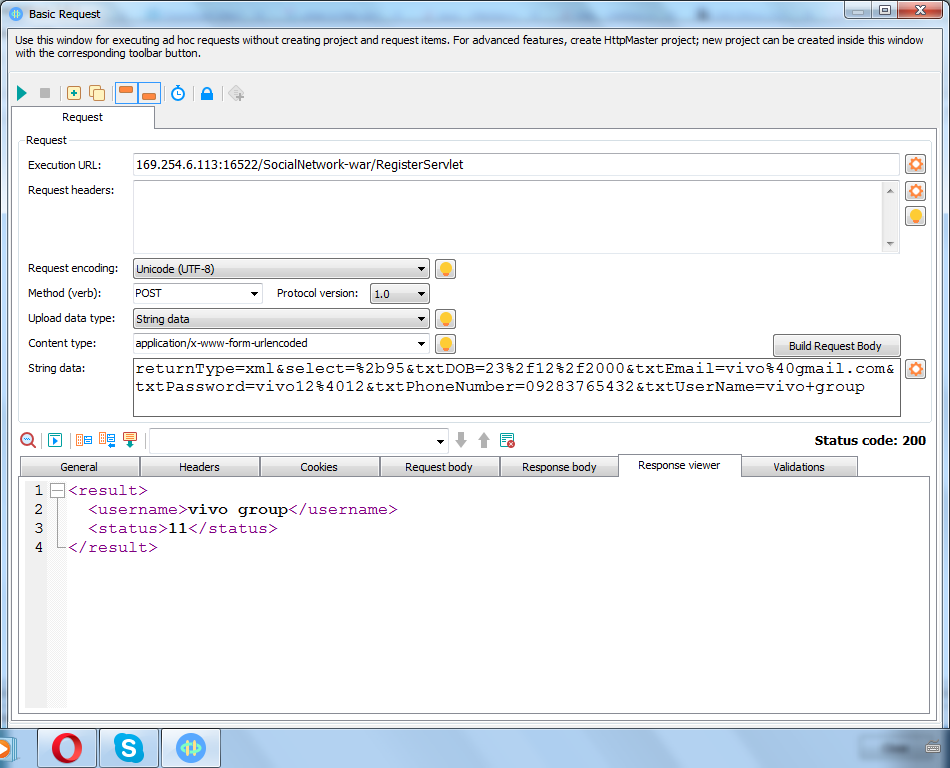 Basic Request
Use this window for executing ad hoc requests without creating project and request items. For advanced features, create HttpMaster project; new project can be created inside this window
with the corresponding toolbar button.
Request
Request
Execution URL: 169.254.6.113:16522/SocialNetwork-war/RegisterServlet
Request headers:
Request encoding: Unicode (UTF-8)
Method (verb): POST Protocol version: 1.0
Upload data type: String data
Content type: application/x-www-form-urlencoded
Build Request Body
String data: returnType=xml&select=%2b95&txtDOB=23%2f12%2f2000&txtEmail=vivo%40gmail.com&
txtPassword=vivo12%4012&txtPhoneNumber=09283765432&txtUserName=vivo+group
Status code: 200
General Headers Cookies Request body Response body Response viewer Validations
1 <result>
2 <username>vivo group</username>
3 <status>11</status>
4 </result>